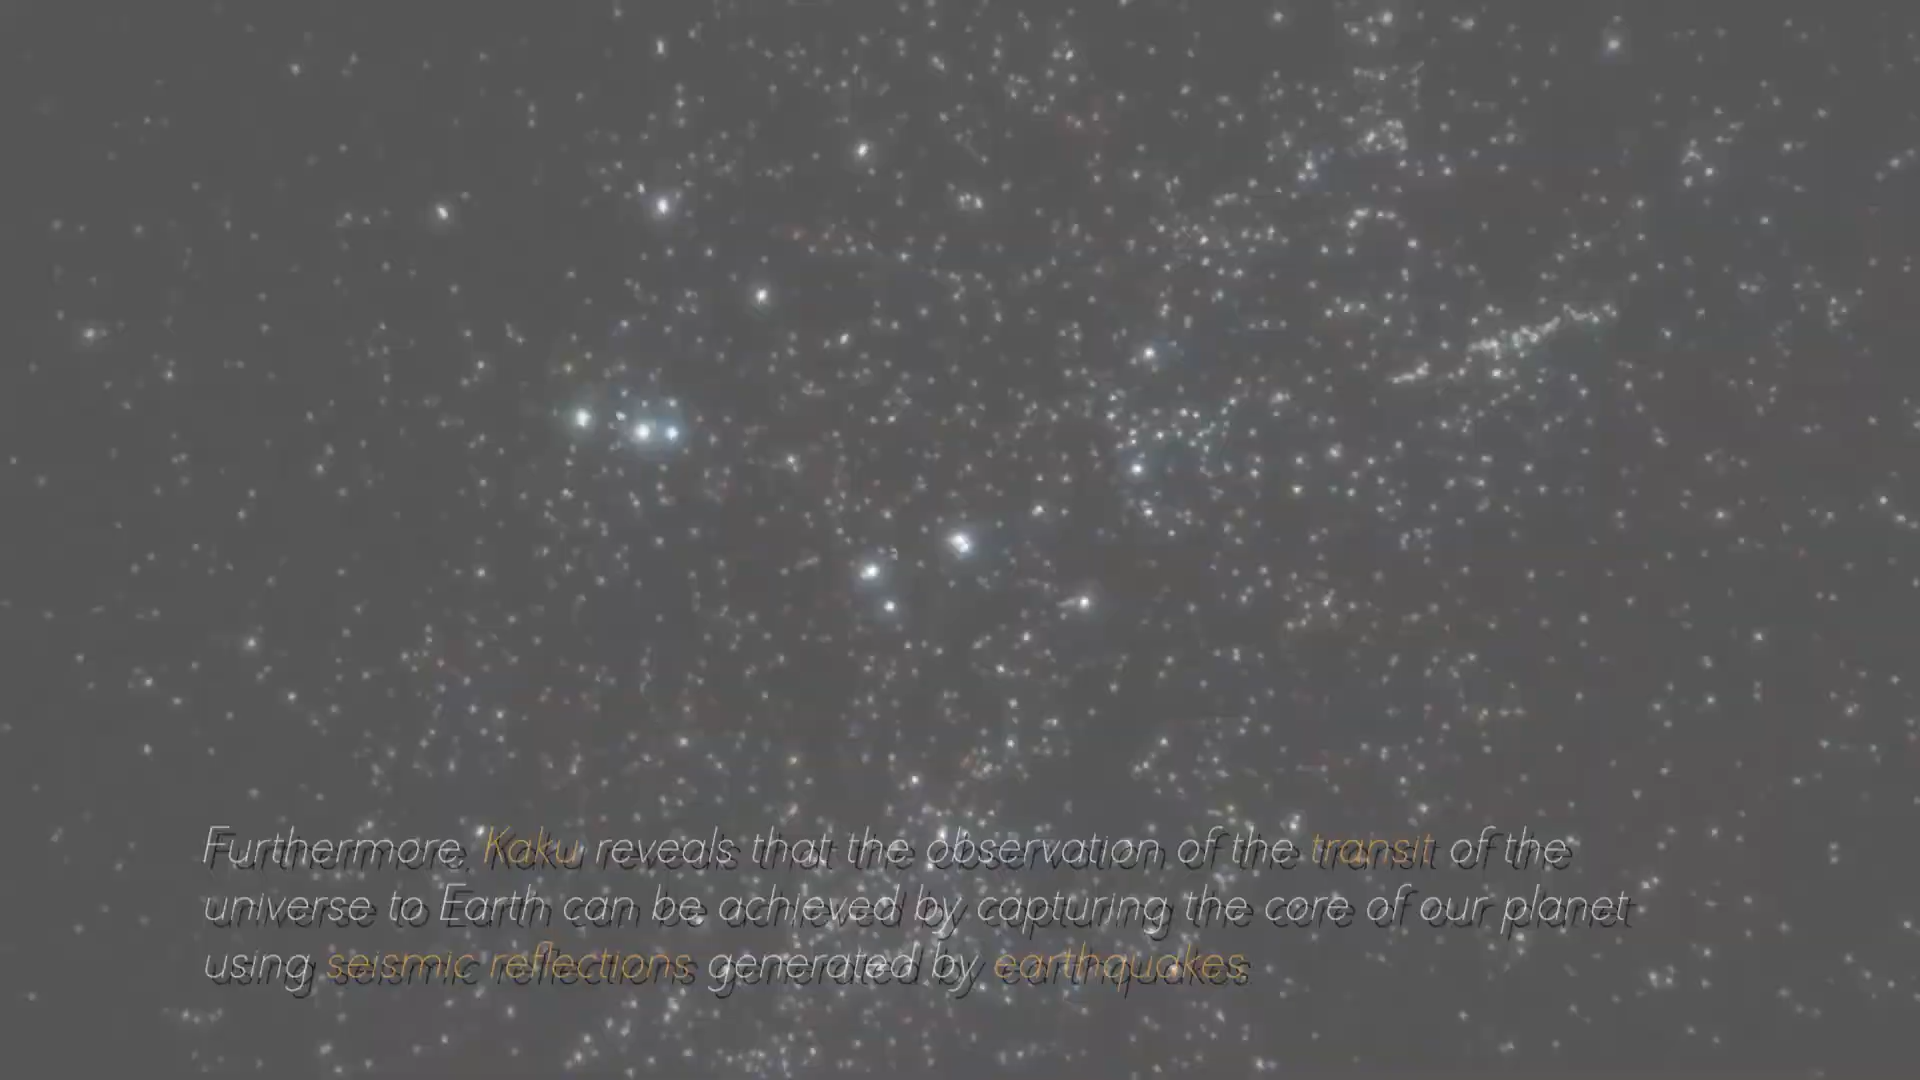 Furthermore, Kaku reveals that the observation of the transit of the
universe to Earth can be achieved by capturing the core of our planet
using seismic reflections generated by earthquakes